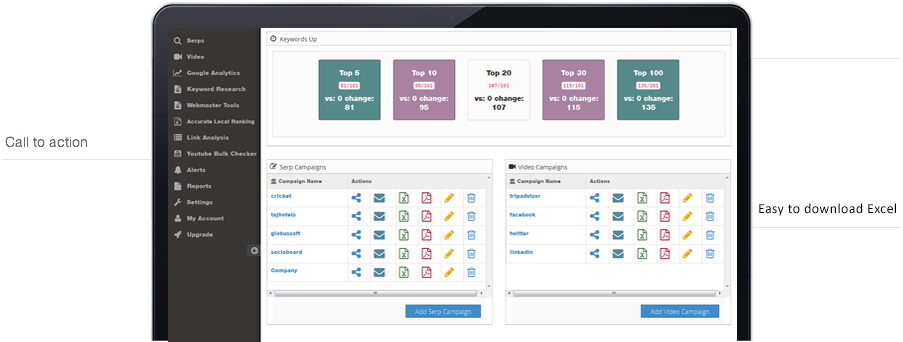 Keywords Up
Serps
Video
Google Analytics
Keyword Research
Webmaster Tools
Accurate Local Ranking
Link Analysis
Youtube Bulk Checker
Alerts
Reports
Settings
My Account
Upgrade
Top 5
81/161
vs: 0 change:
81
Top 10
95/161
vs: 0 change:
95
Top 20
107/161
vs: 0 change:
107
Top 30
115/161
vs: 0 change:
115
Top 100
135/161
vs: 0 change:
135
Call to action
Serp Campaigns
Campaign Name Actions
cricket
tajhotels
globussoft
socioboard
Company
Add Serp Campaign
Video Campaigns
Campaign Name Actions
tripadvisor
facebook
twitter
linkedin
Add Video Campaign
Easy to download Excel